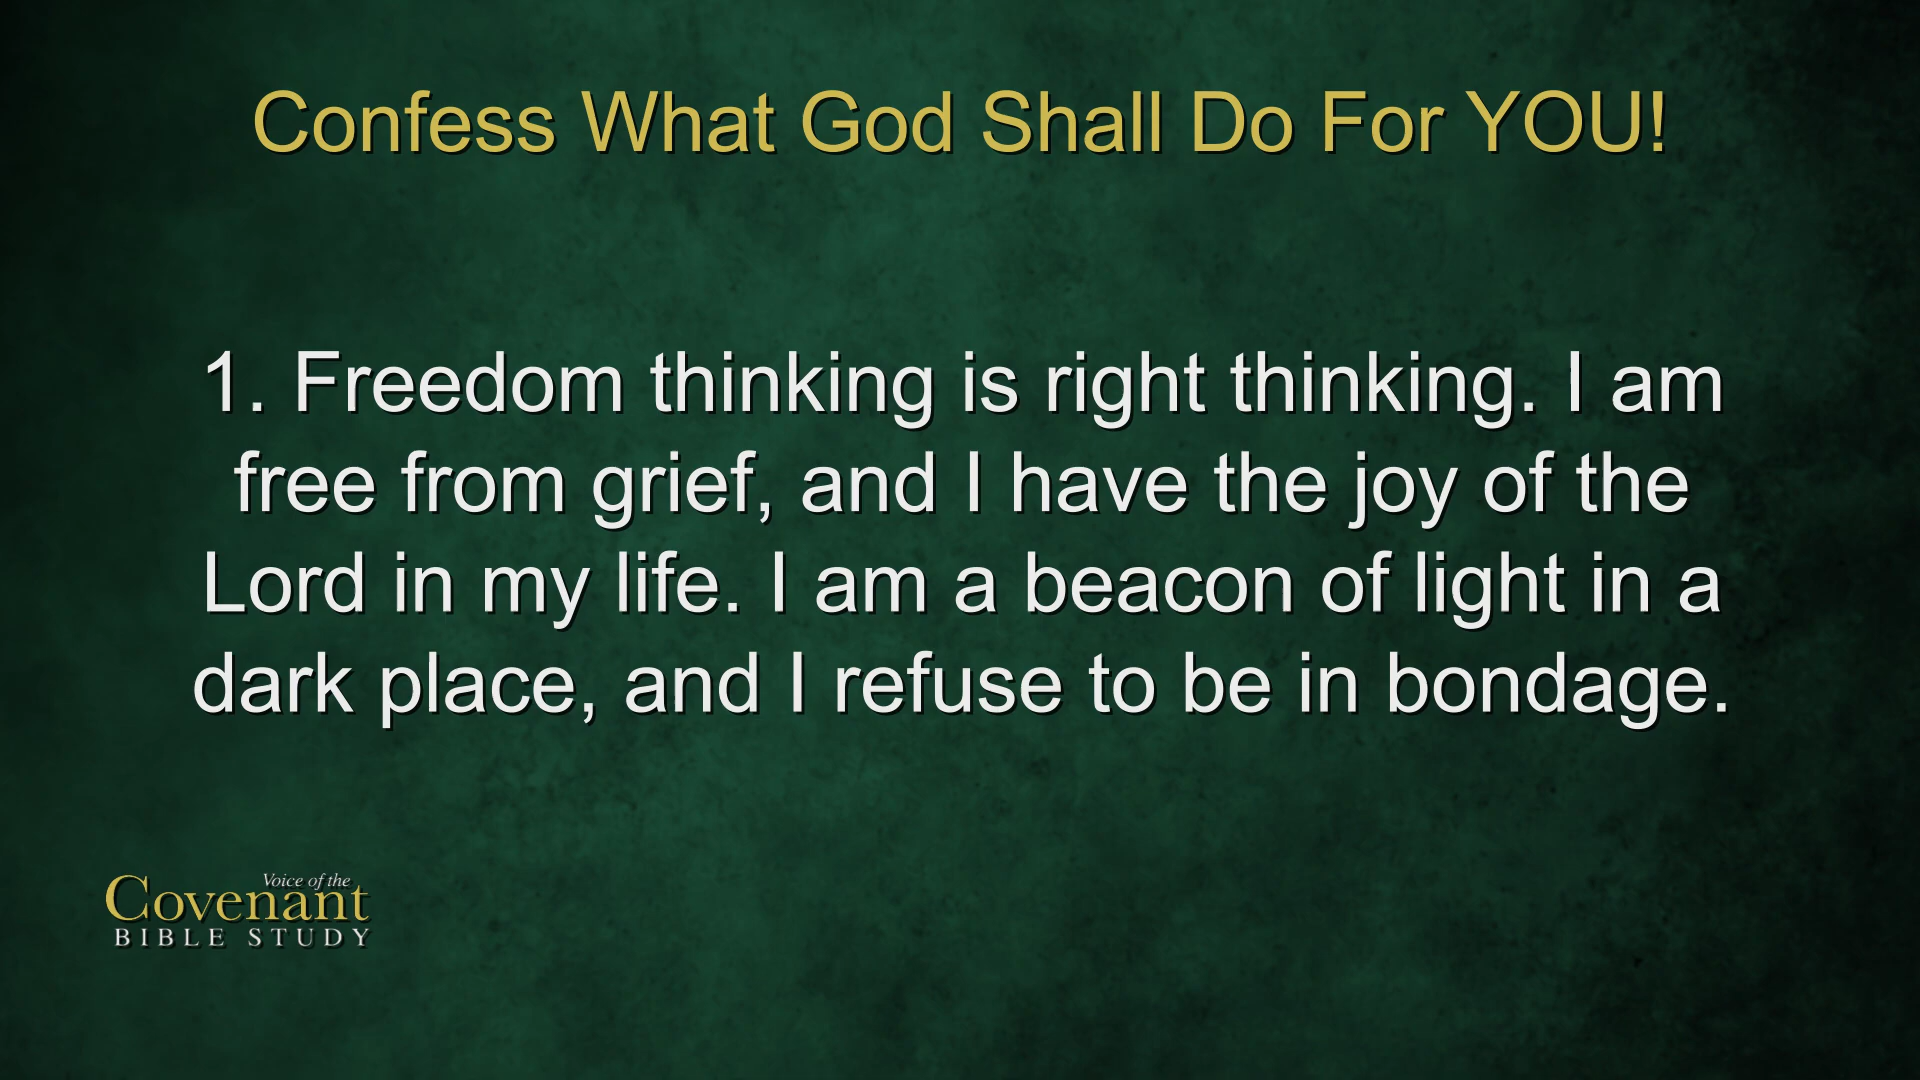 Confess What God Shall Do For YOU!
1. Freedom thinking is right thinking. I am
free from grief, and I have the joy of the
Lord in my life. I am a beacon of light in a
dark place, and I refuse to be in bondage.
Voice of the
Covenant
BIBLE STUDY